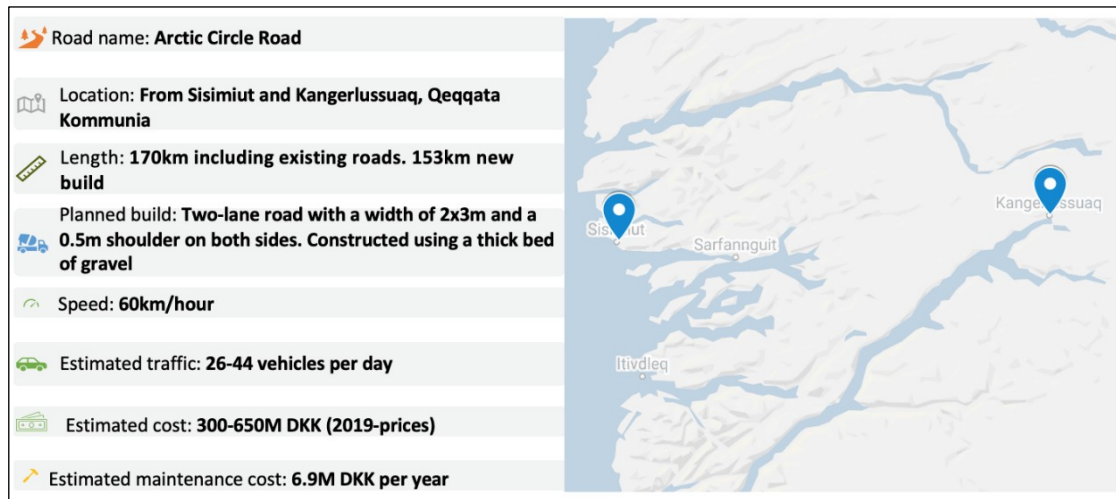 Road name: Arctic Circle Road
Location: From Sisimiut and Kangerlussuaq, Qeqqata
Kommunia
Length: 170km including existing roads. 153km new
build
Planned build: Two-lane road with a width of 2x3m and a
0.5m shoulder on both sides. Constructed using a thick bed
of gravel
Speed: 60km/hour
Estimated traffic: 26-44 vehicles per day
Estimated cost: 300-650M DKK (2019-prices)
Estimated maintenance cost: 6.9M DKK per year
Kangerlussuaq
Sisimiut
Sarfannguit
Itivdleq